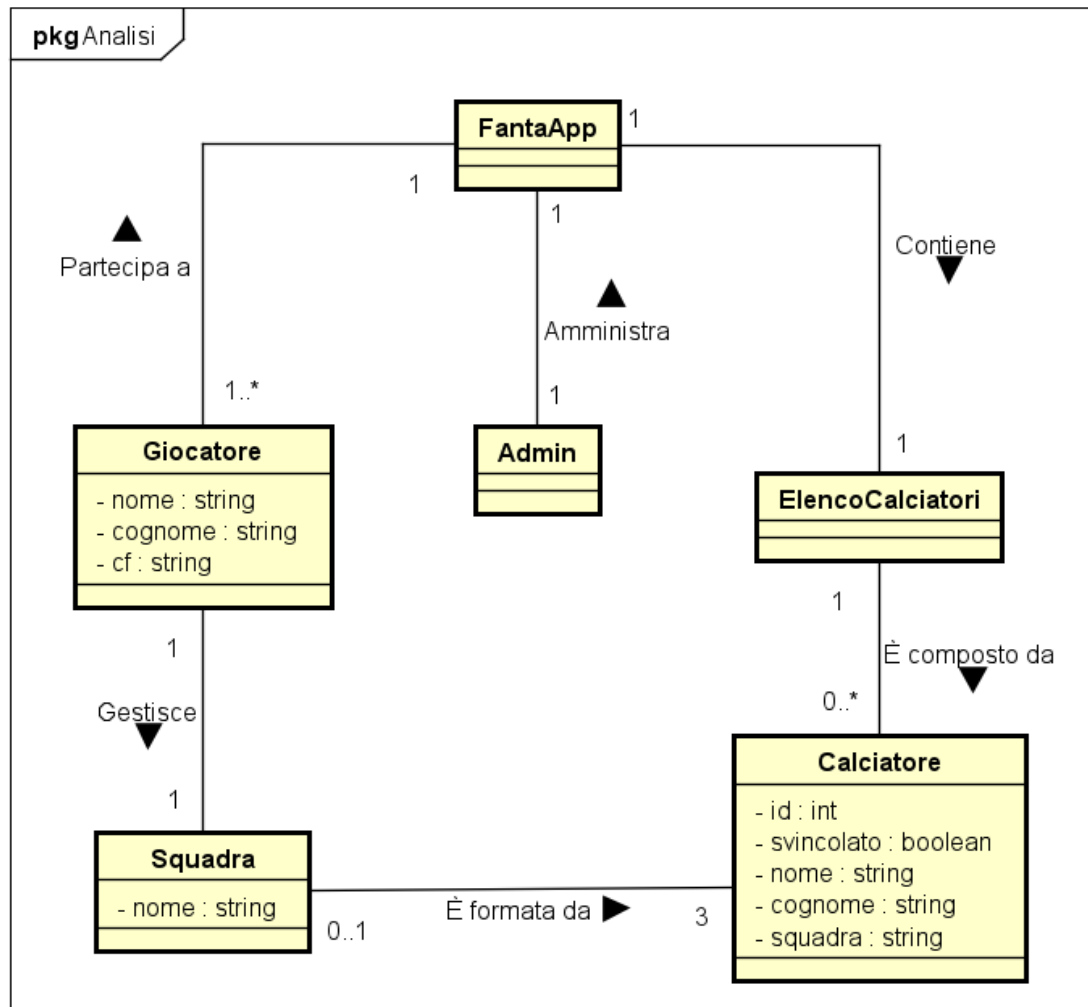 pkg Analisi
FantaApp
1
1
1
Partecipa a
Amministra
Contiene
1..*
1
1
Giocatore
- nome : string
- cognome : string
- cf : string
Admin
ElencoCalciatori
1
1
Gestisce
È composto da
1
0..*
Squadra
- nome : string
Calciatore
- id : int
- svincolato : boolean
- nome : string
- cognome : string
- squadra : string
0..1
È formata da
3